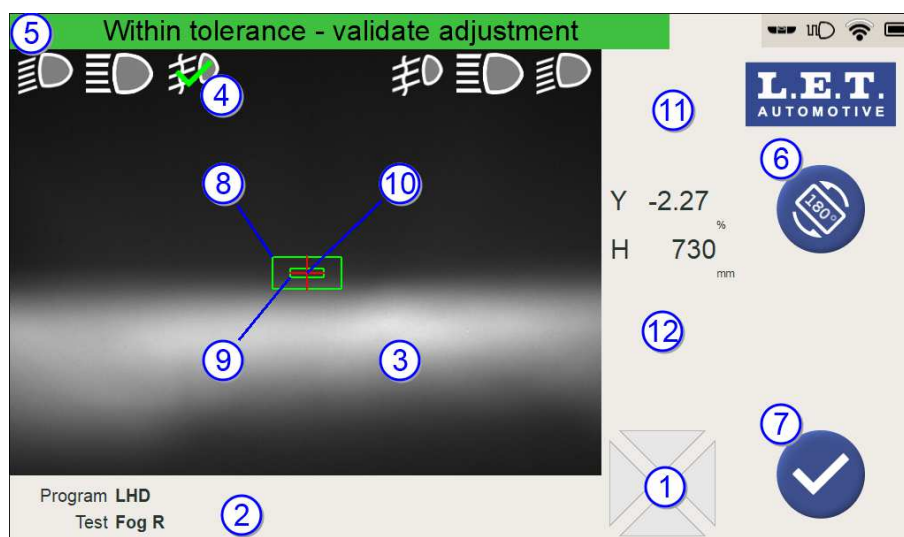 5
Within tolerance - validate adjustment
4
11
L.E.T.
AUTOMOTIVE
6
180°
8
10
Y -2.27
%
H 730
mm
9
3
12
7
1
Program LHD
Test Fog R
2